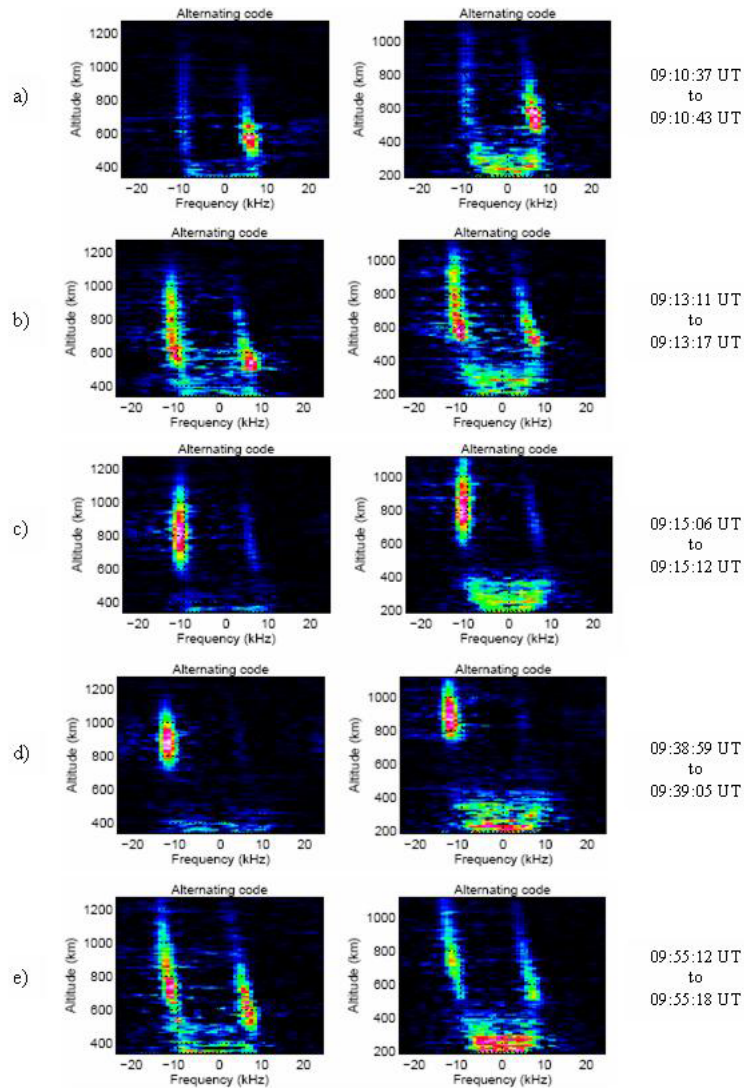 Alternating code Alternating code
1200
1000
800
600
400
1000
800
600
400
200
Altitude (km)
Altitude (km)
a)
09:10:37 UT
to
09:10:43 UT
−20 −10 0 10 20
−20 −10 0 10 20
Frequency (kHz) Frequency (kHz)
Alternating code Alternating code
1200
1000
800
600
400
1000
800
600
400
200
Altitude (km)
Altitude (km)
b)
09:13:11 UT
to
09:13:17 UT
−20 −10 0 10 20
−20 −10 0 10 20
Frequency (kHz) Frequency (kHz)
Alternating code Alternating code
1200
1000
800
600
400
1000
800
600
400
200
Altitude (km)
Altitude (km)
c)
09:15:06 UT
to
09:15:12 UT
−20 −10 0 10 20
−20 −10 0 10 20
Frequency (kHz) Frequency (kHz)
Alternating code Alternating code
1200
1000
800
600
400
1000
800
600
400
200
Altitude (km)
Altitude (km)
d)
09:38:59 UT
to
09:39:05 UT
−20 −10 0 10 20
−20 −10 0 10 20
Frequency (kHz) Frequency (kHz)
Alternating code Alternating code
1200
1000
800
600
400
1000
800
600
400
200
Altitude (km)
Altitude (km)
e)
09:55:12 UT
to
09:55:18 UT
−20 −10 0 10 20
−20 −10 0 10 20
Frequency (kHz) Frequency (kHz)